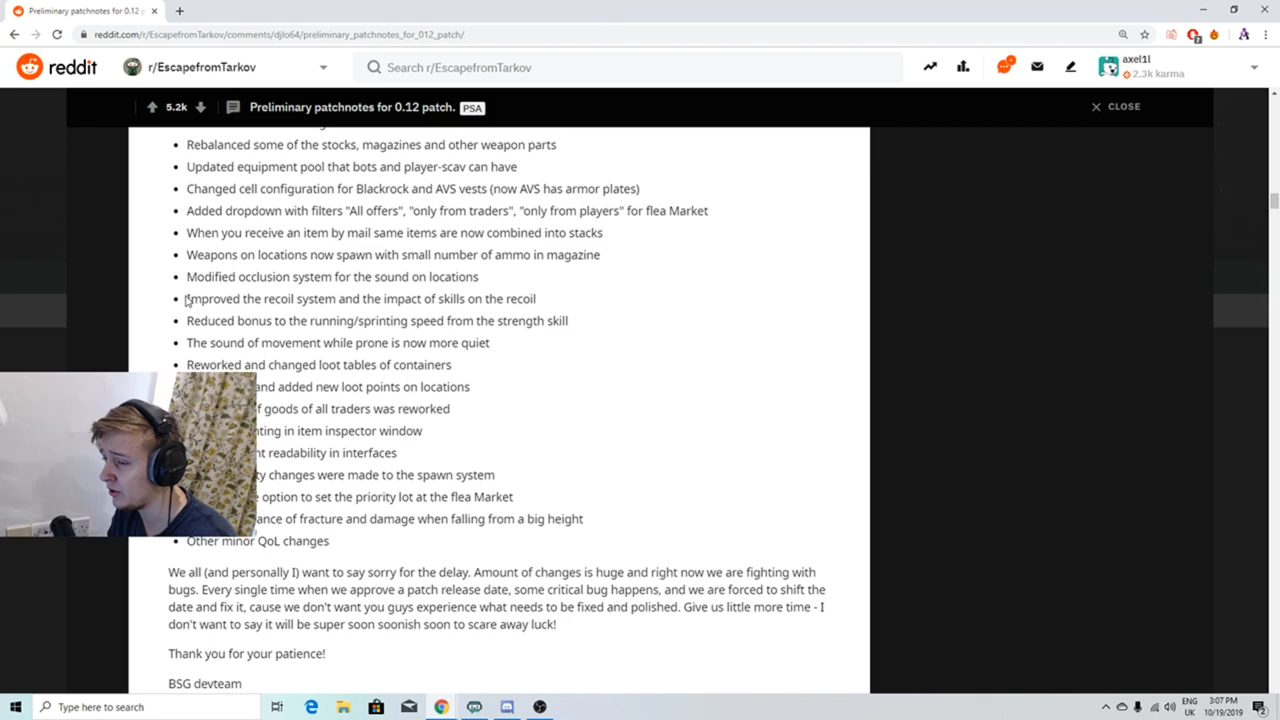 Preliminary patchnotes for 0.12 p
reddit.com/r/EscapefromTarkov/comments/djlo64/preliminary_patchnotes_for_012_patch/
reddit
r/EscapefromTarkov
Search r/EscapefromTarkov
axel1l
2.3k karma
5.2k
Preliminary patchnotes for 0.12 patch.
PSA
CLOSE
• Rebalanced some of the stocks, magazines and other weapon parts
• Updated equipment pool that bots and player-scav can have
• Changed cell configuration for Blackrock and AVS vests (now AVS has armor plates)
• Added dropdown with filters "All offers", "only from traders", "only from players" for flea Market
• When you receive an item by mail same items are now combined into stacks
• Weapons on locations now spawn with small number of ammo in magazine
• Modified occlusion system for the sound on locations
• Improved the recoil system and the impact of skills on the recoil
• Reduced bonus to the running/sprinting speed from the strength skill
• The sound of movement while prone is now more quiet
• Reworked and changed loot tables of containers
and added new loot points on locations
f goods of all traders was reworked
nting in item inspector window
nt readability in interfaces
ty changes were made to the spawn system
e option to set the priority lot at the flea Market
ance of fracture and damage when falling from a big height
• Other minor QoL changes
We all (and personally I) want to say sorry for the delay. Amount of changes is huge and right now we are fighting with
bugs. Every single time when we approve a patch release date, some critical bug happens, and we are forced to shift the
date and fix it, cause we don't want you guys experience what needs to be fixed and polished. Give us little more time - I
don't want to say it will be super soon soonish soon to scare away luck!
Thank you for your patience!
BSG devteam
Type here to search
ENG
UK
3:07 PM
10/19/2019